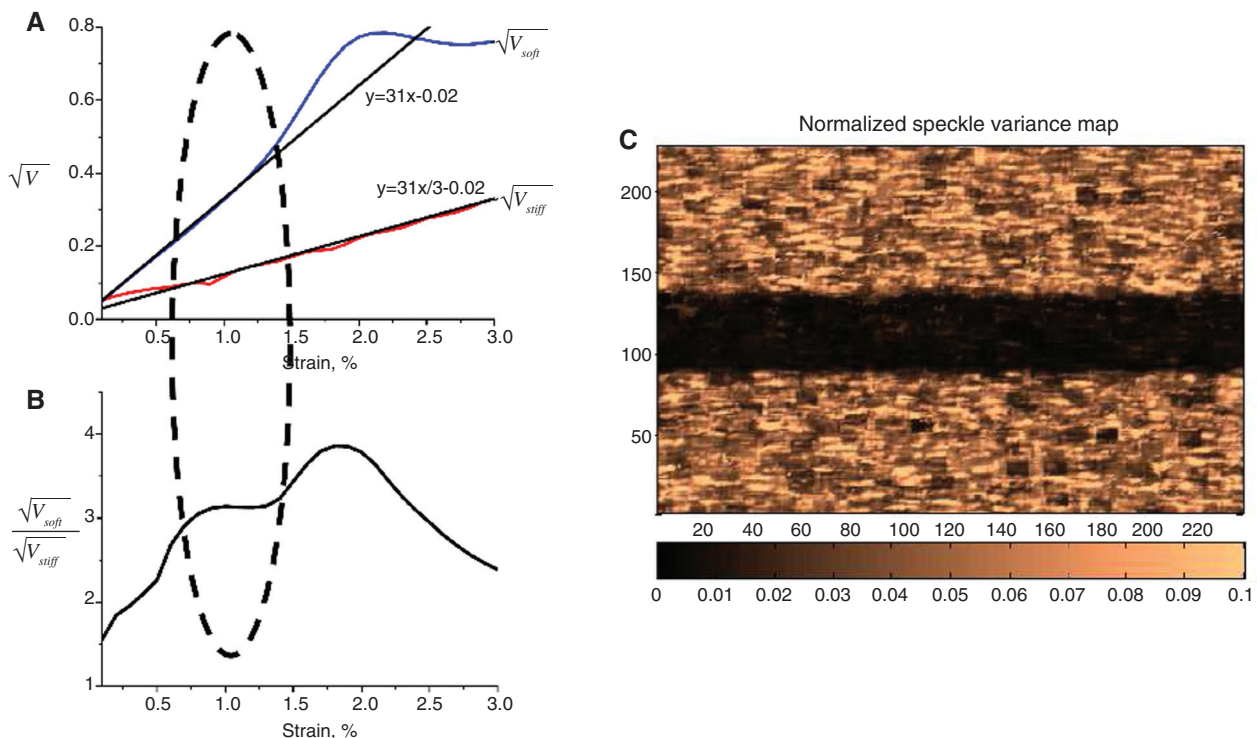 A
0.8
0.6
0.4
0.2
0.0
√V
√V_soft
y=31x-0.02
y=31x/3-0.02
√V_stiff
0.5 1.0 1.5 2.0 2.5 3.0
Strain, %
B
4
3
2
1
√V_soft
√V_stiff
0.5 1.0 1.5 2.0 2.5 3.0
Strain, %
C
Normalized speckle variance map
200
150
100
50
20 40 60 80 100 120 140 160 180 200 220
0 0.01 0.02 0.03 0.04 0.05 0.06 0.07 0.08 0.09 0.1